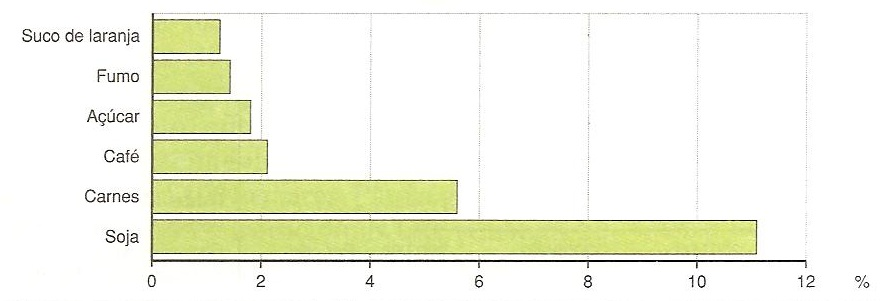 Suco de laranja
Fumo
Açúcar
Café
Carnes
Soja
0 2 4 6 8 10 12 %